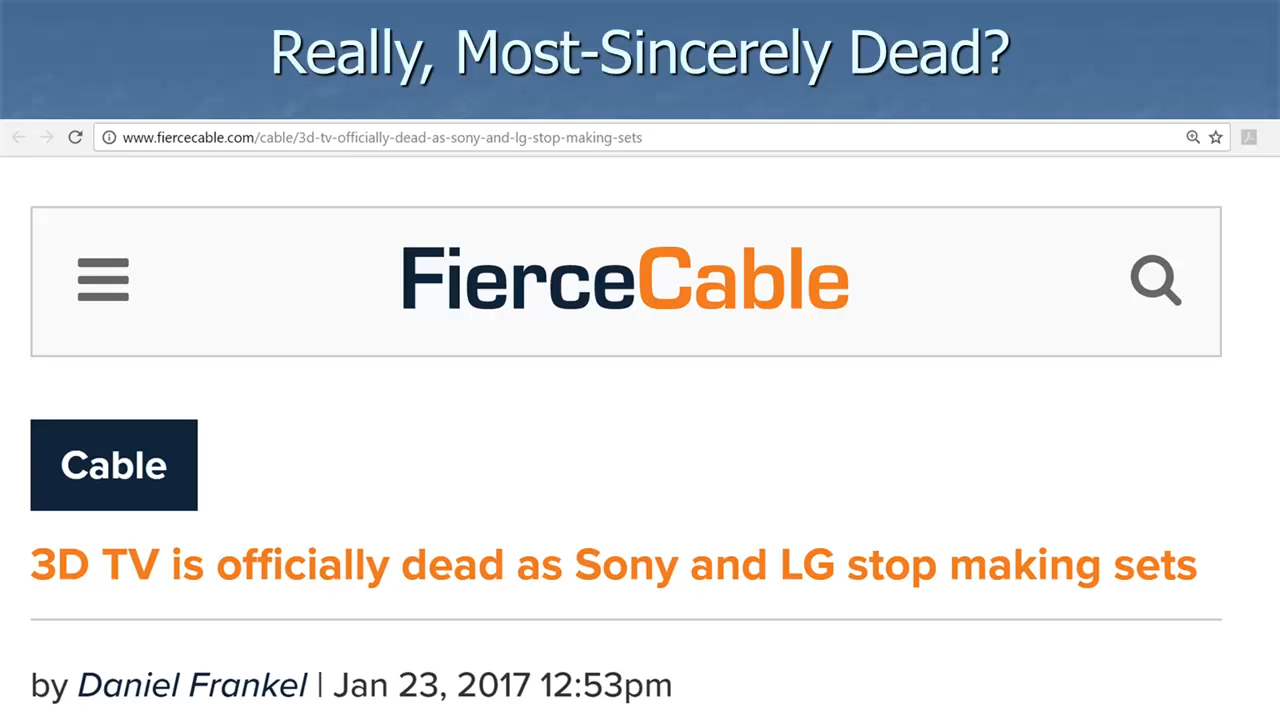 Really, Most-Sincerely Dead?
www.fiercecable.com/cable/3d-tv-officially-dead-as-sony-and-lg-stop-making-sets
FierceCable
Cable
3D TV is officially dead as Sony and LG stop making sets
by Daniel Frankel | Jan 23, 2017 12:53pm